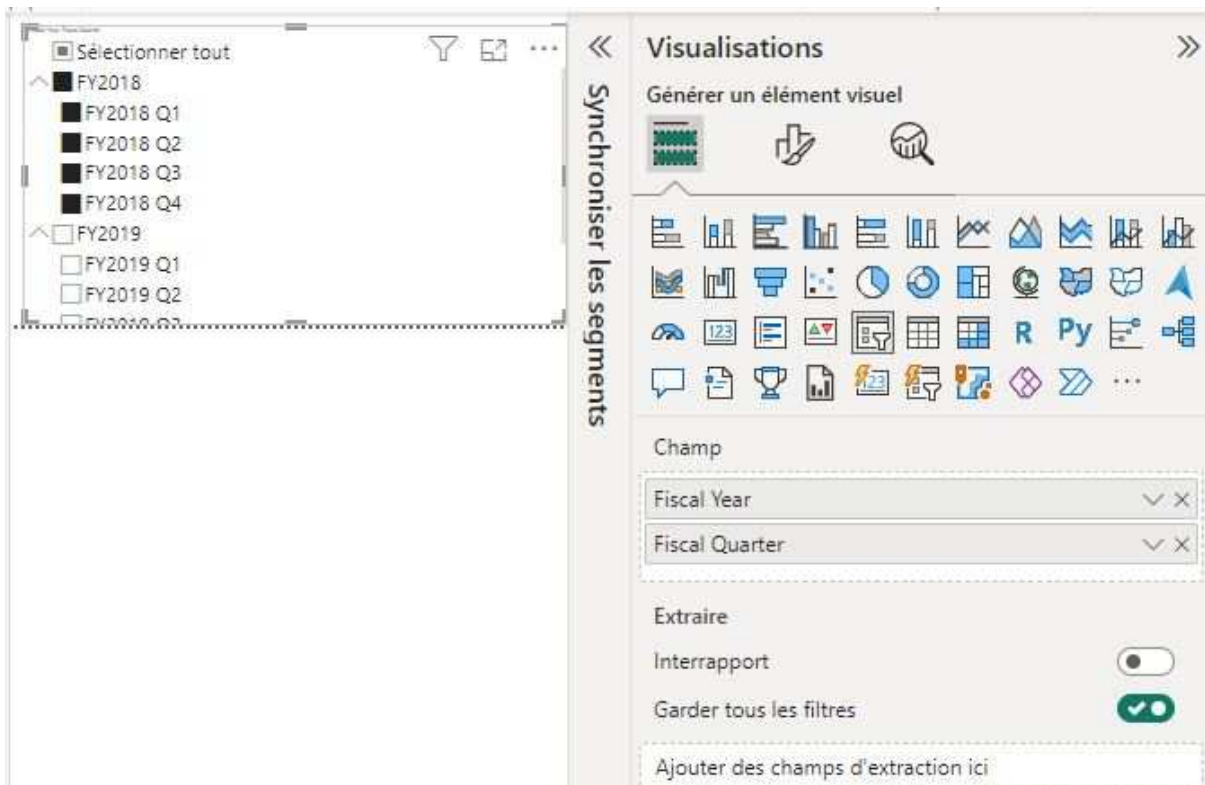 Sélectionner tout
FY2018
FY2018 Q1
FY2018 Q2
FY2018 Q3
FY2018 Q4
FY2019
FY2019 Q1
FY2019 Q2
Synchroniser les segments
Visualisations
Générer un élément visuel
123
R
Py
123
Champ
Fiscal Year
Fiscal Quarter
Extraire
Interrapport
Garder tous les filtres
Ajouter des champs d'extraction ici